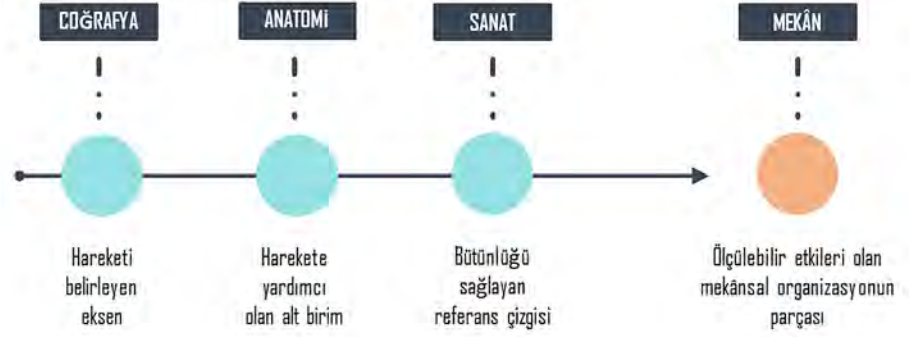 COĞRAFYA
ANATOMİ
SANAT
MEKÂN
Hareketi
belirleyen
eksen
Harekete
yardımcı
olan alt birim
Bütünlüğü
sağlayan
referans çizgisi
Ölçülebilir etkileri olan
mekânsal organizasyonun
parçası